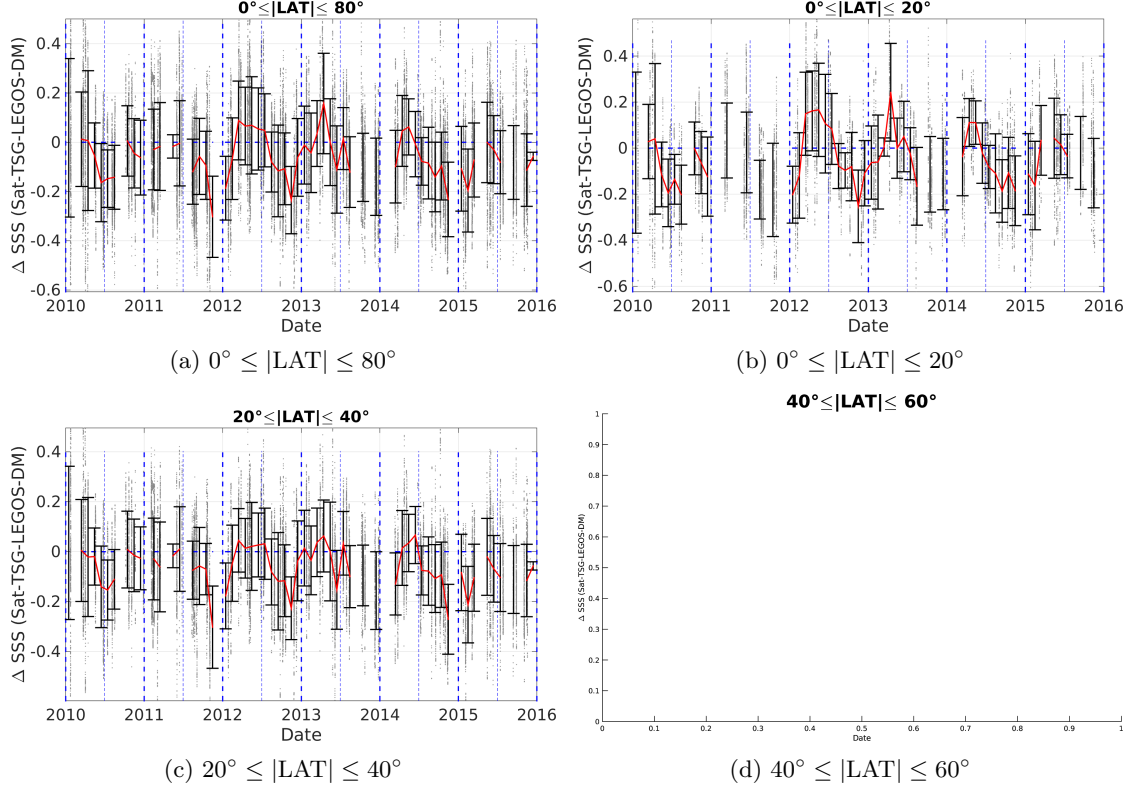 0°≤|LAT|≤ 80°
0.4
0.2
0
-0.2
-0.4
-0.6
Δ SSS (Sat-TSG-LEGOS-DM)
2010 2011 2012 2013 2014 2015 2016
Date
(a) 0° ≤ |LAT| ≤ 80°
0°≤|LAT|≤ 20°
0.4
0.2
0
-0.2
-0.4
-0.6
Δ SSS (Sat-TSG-LEGOS-DM)
2010 2011 2012 2013 2014 2015 2016
Date
(b) 0° ≤ |LAT| ≤ 20°
20°≤|LAT|≤ 40°
0.4
0.2
0
-0.2
-0.4
Δ SSS (Sat-TSG-LEGOS-DM)
2010 2011 2012 2013 2014 2015 2016
Date
(c) 20° ≤ |LAT| ≤ 40°
40°≤|LAT|≤ 60°
1
0.9
0.8
0.7
0.6
0.5
0.4
0.3
0.2
0.1
0
Δ SSS (Sat-TSG-LEGOS-DM)
0 0.1 0.2 0.3 0.4 0.5 0.6 0.7 0.8 0.9 1
Date
(d) 40° ≤ |LAT| ≤ 60°